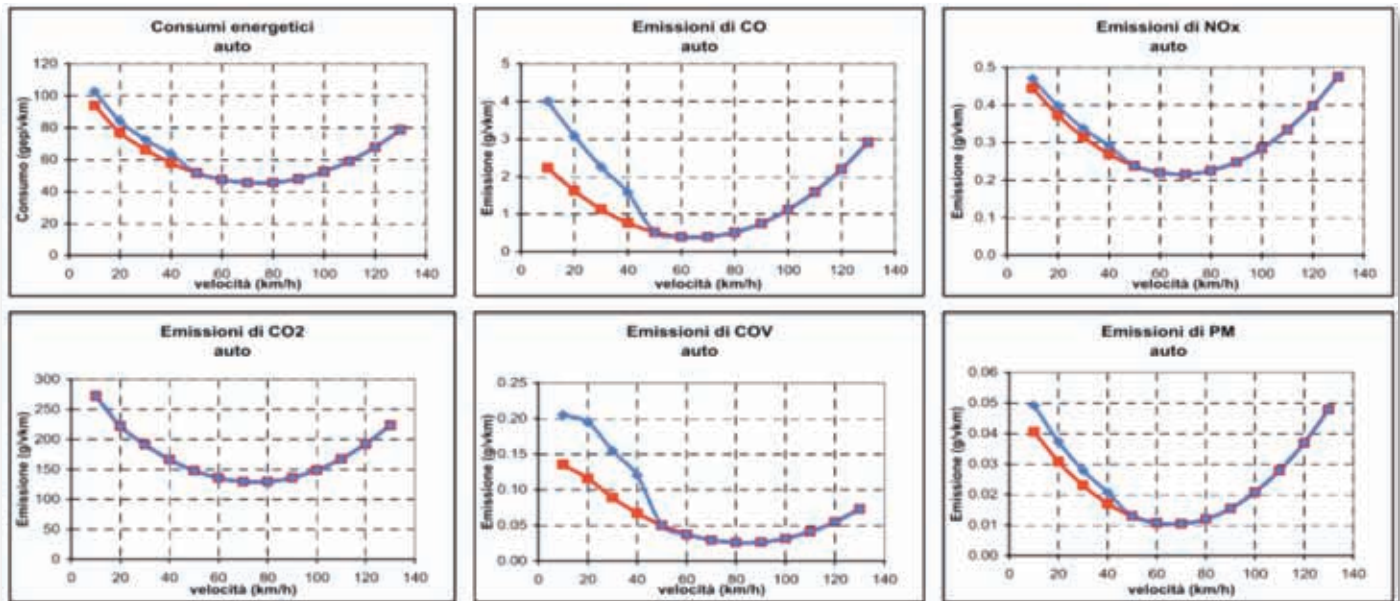 Consumi energetici
auto
Consumo (gep/vkm)
120
100
80
60
40
20
0
0 20 40 60 80 100 120 140
velocità (km/h)
Emissioni di CO
auto
Emissione (g/vkm)
5
4
3
2
1
0
0 20 40 60 80 100 120 140
velocità (km/h)
Emissioni di NOx
auto
Emissione (g/vkm)
0.5
0.4
0.3
0.2
0.1
0.0
0 20 40 60 80 100 120 140
velocità (km/h)
Emissioni di CO2
auto
Emissione (g/vkm)
300
250
200
150
100
50
0
0 20 40 60 80 100 120 140
velocità (km/h)
Emissioni di COV
auto
Emissione (g/vkm)
0.25
0.20
0.15
0.10
0.05
0.00
0 20 40 60 80 100 120 140
velocità (km/h)
Emissioni di PM
auto
Emissione (g/vkm)
0.06
0.05
0.04
0.03
0.02
0.01
0.00
0 20 40 60 80 100 120 140
velocità (km/h)